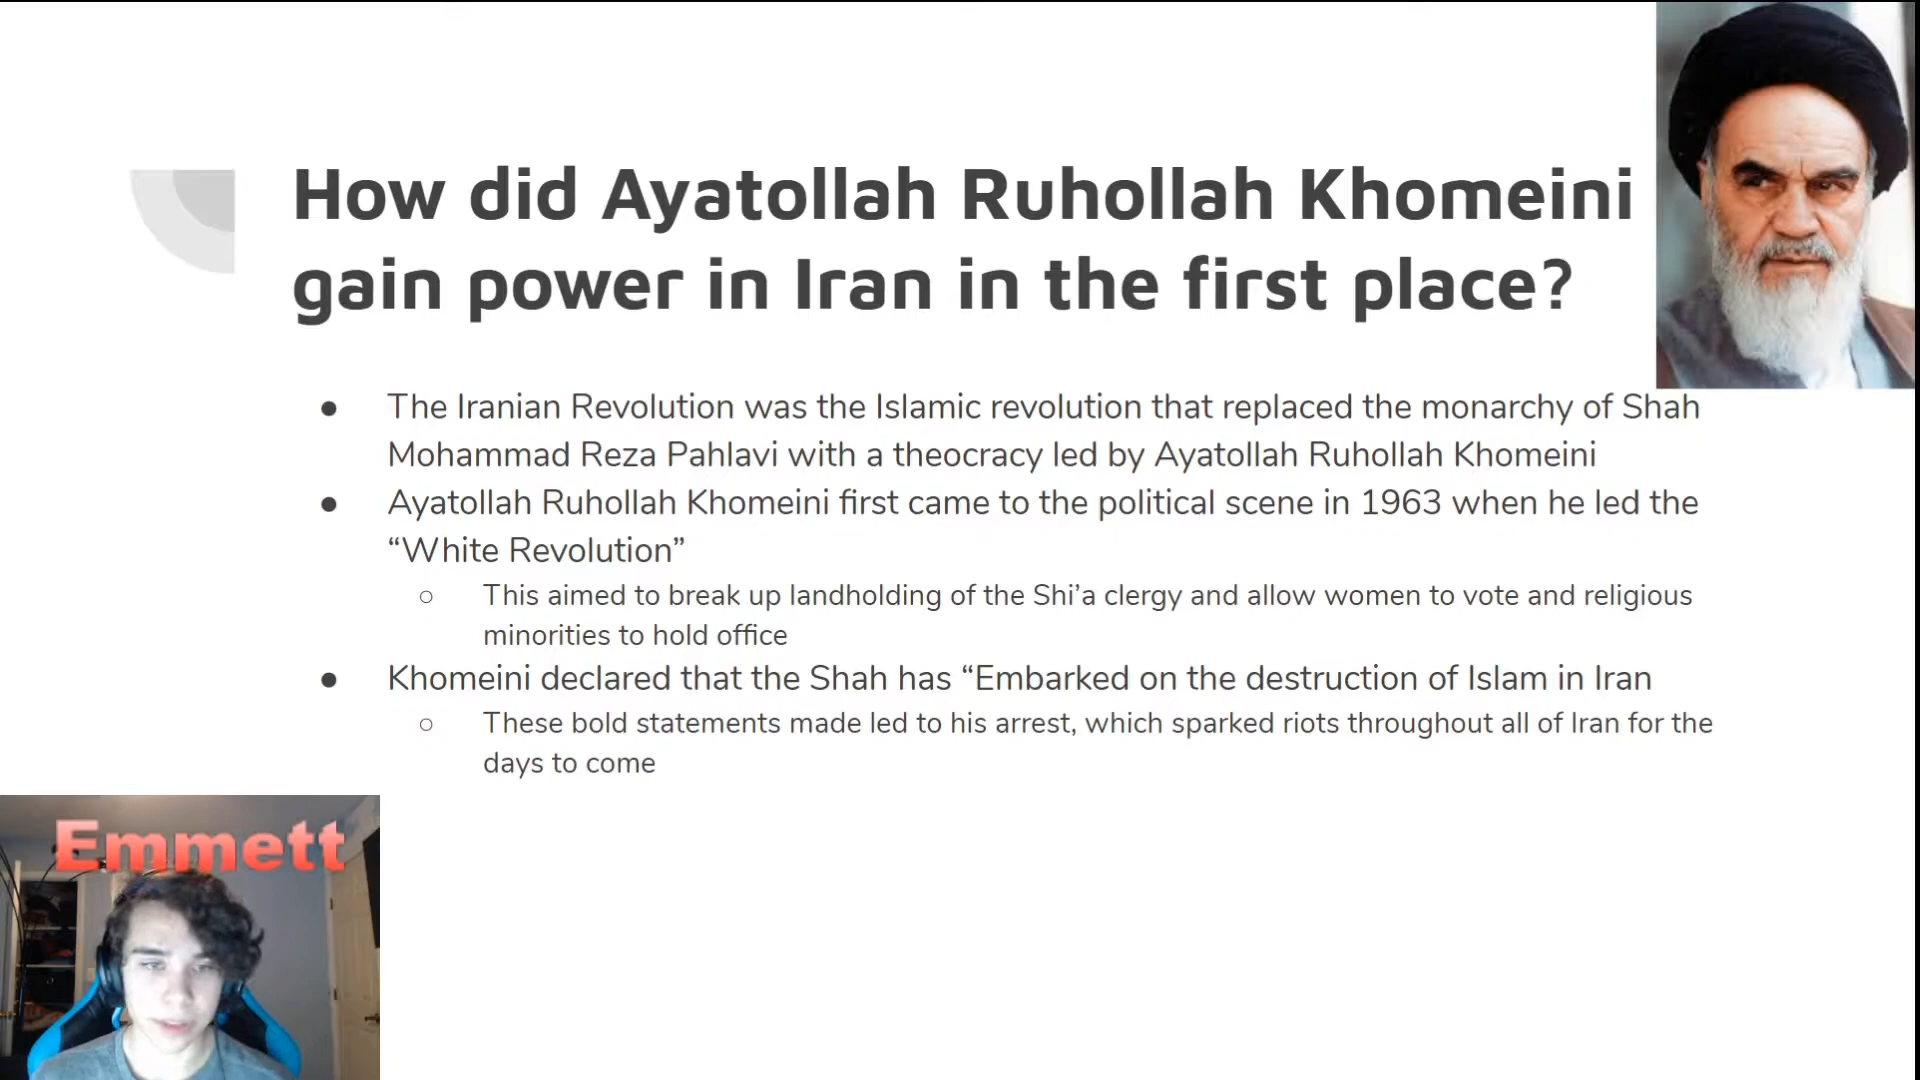 How did Ayatollah Ruhollah Khomeini
gain power in Iran in the first place?
● The Iranian Revolution was the Islamic revolution that replaced the monarchy of Shah
Mohammad Reza Pahlavi with a theocracy led by Ayatollah Ruhollah Khomeini
● Ayatollah Ruhollah Khomeini first came to the political scene in 1963 when he led the
“White Revolution”
○ This aimed to break up landholding of the Shi’a clergy and allow women to vote and religious
minorities to hold office
● Khomeini declared that the Shah has “Embarked on the destruction of Islam in Iran
○ These bold statements made led to his arrest, which sparked riots throughout all of Iran for the
days to come
Emmett